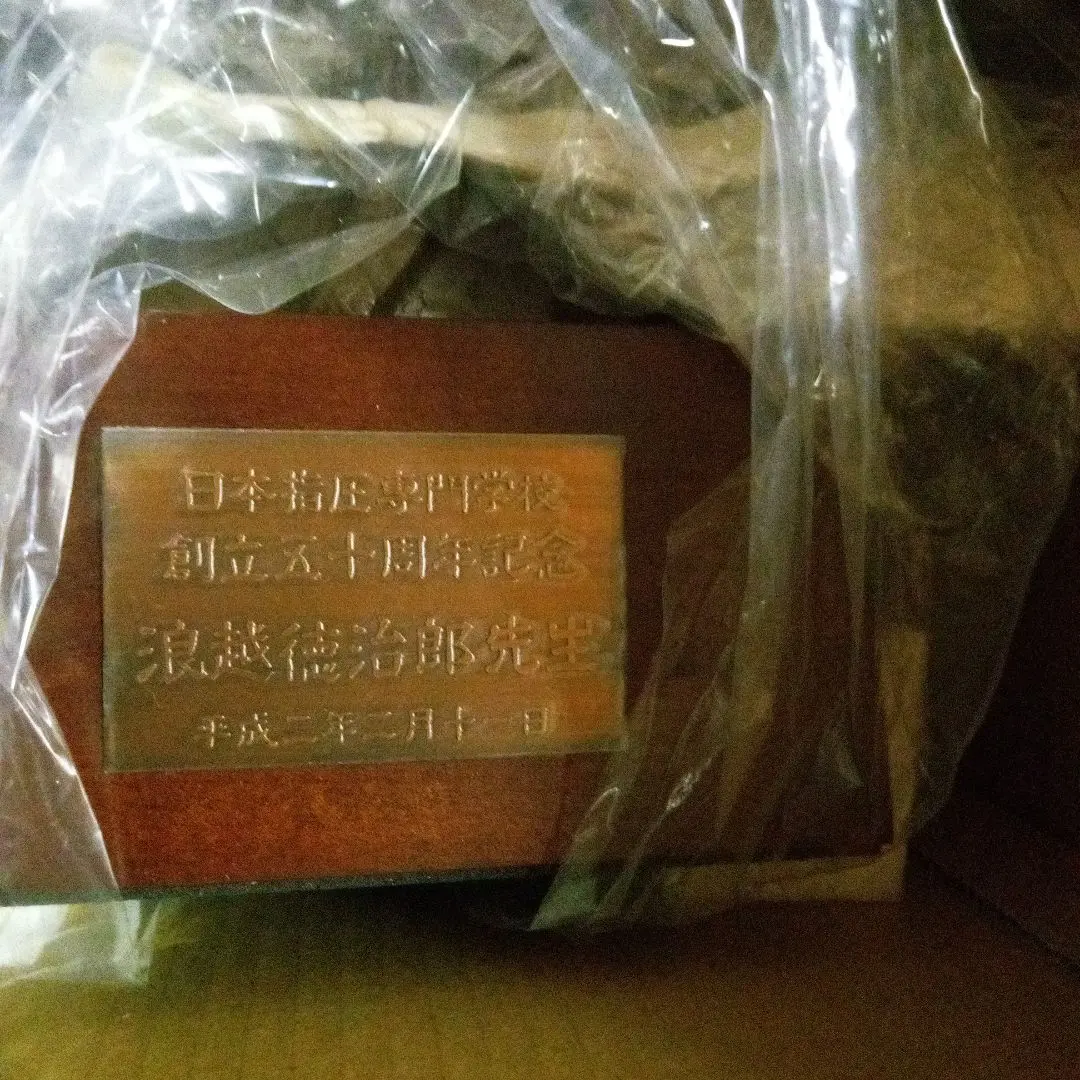 日本指圧専門学校
創立五十周年記念
浪越徳治郎先生
平成二年二月十一日